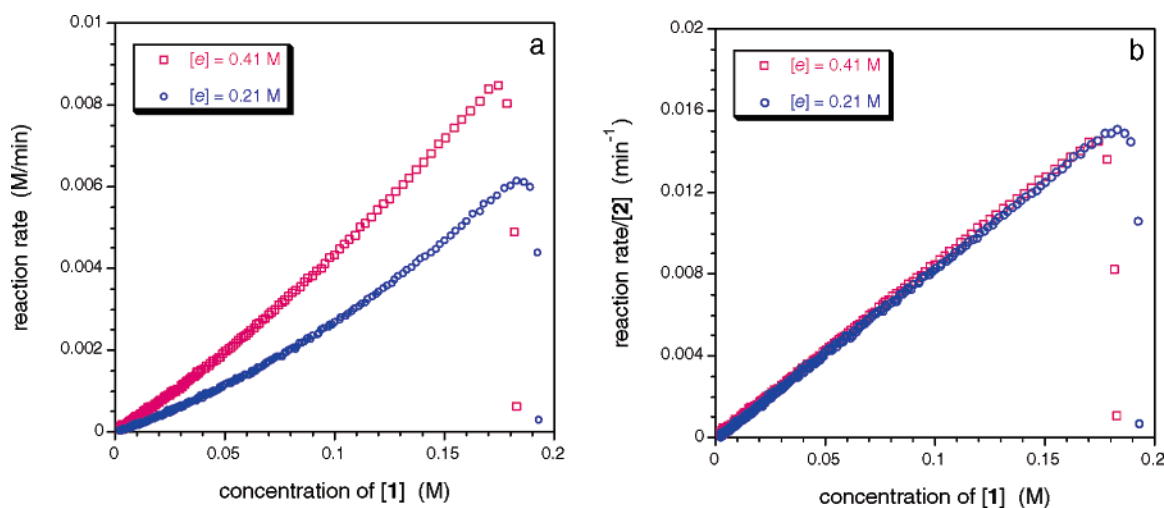 a
[e] = 0.41 M
[e] = 0.21 M
0.01
0.008
0.006
0.004
0.002
0
reaction rate (M/min)
0
0.05
0.1
0.15
0.2
concentration of [1] (M)
b
[e] = 0.41 M
[e] = 0.21 M
0.02
0.016
0.012
0.008
0.004
0
reaction rate/[2] (min⁻¹)
0
0.05
0.1
0.15
0.2
concentration of [1] (M)